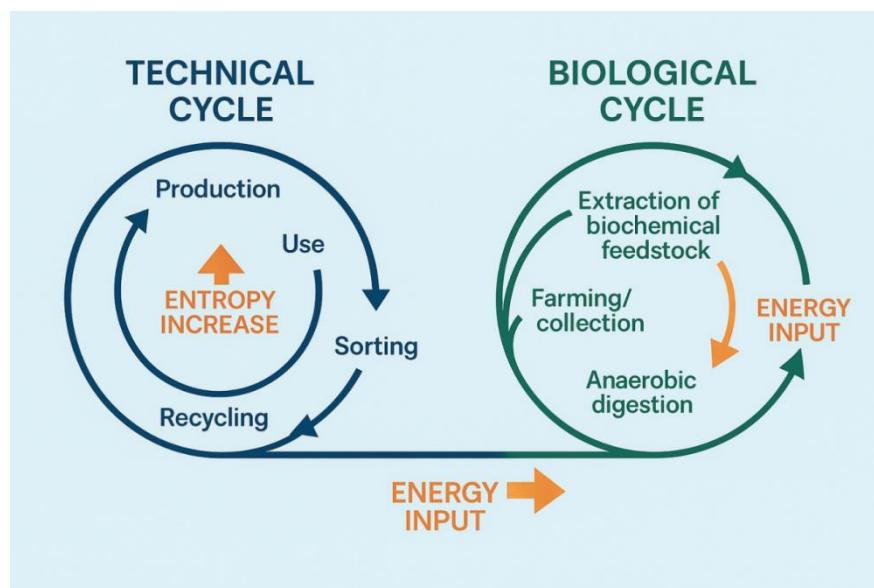 TECHNICAL
CYCLE
Production
Use
ENTROPY
INCREASE
Sorting
Recycling
BIOLOGICAL
CYCLE
Extraction of
biochemical
feedstock
Farming/
collection
ENERGY
INPUT
Anaerobic
digestion
ENERGY
INPUT